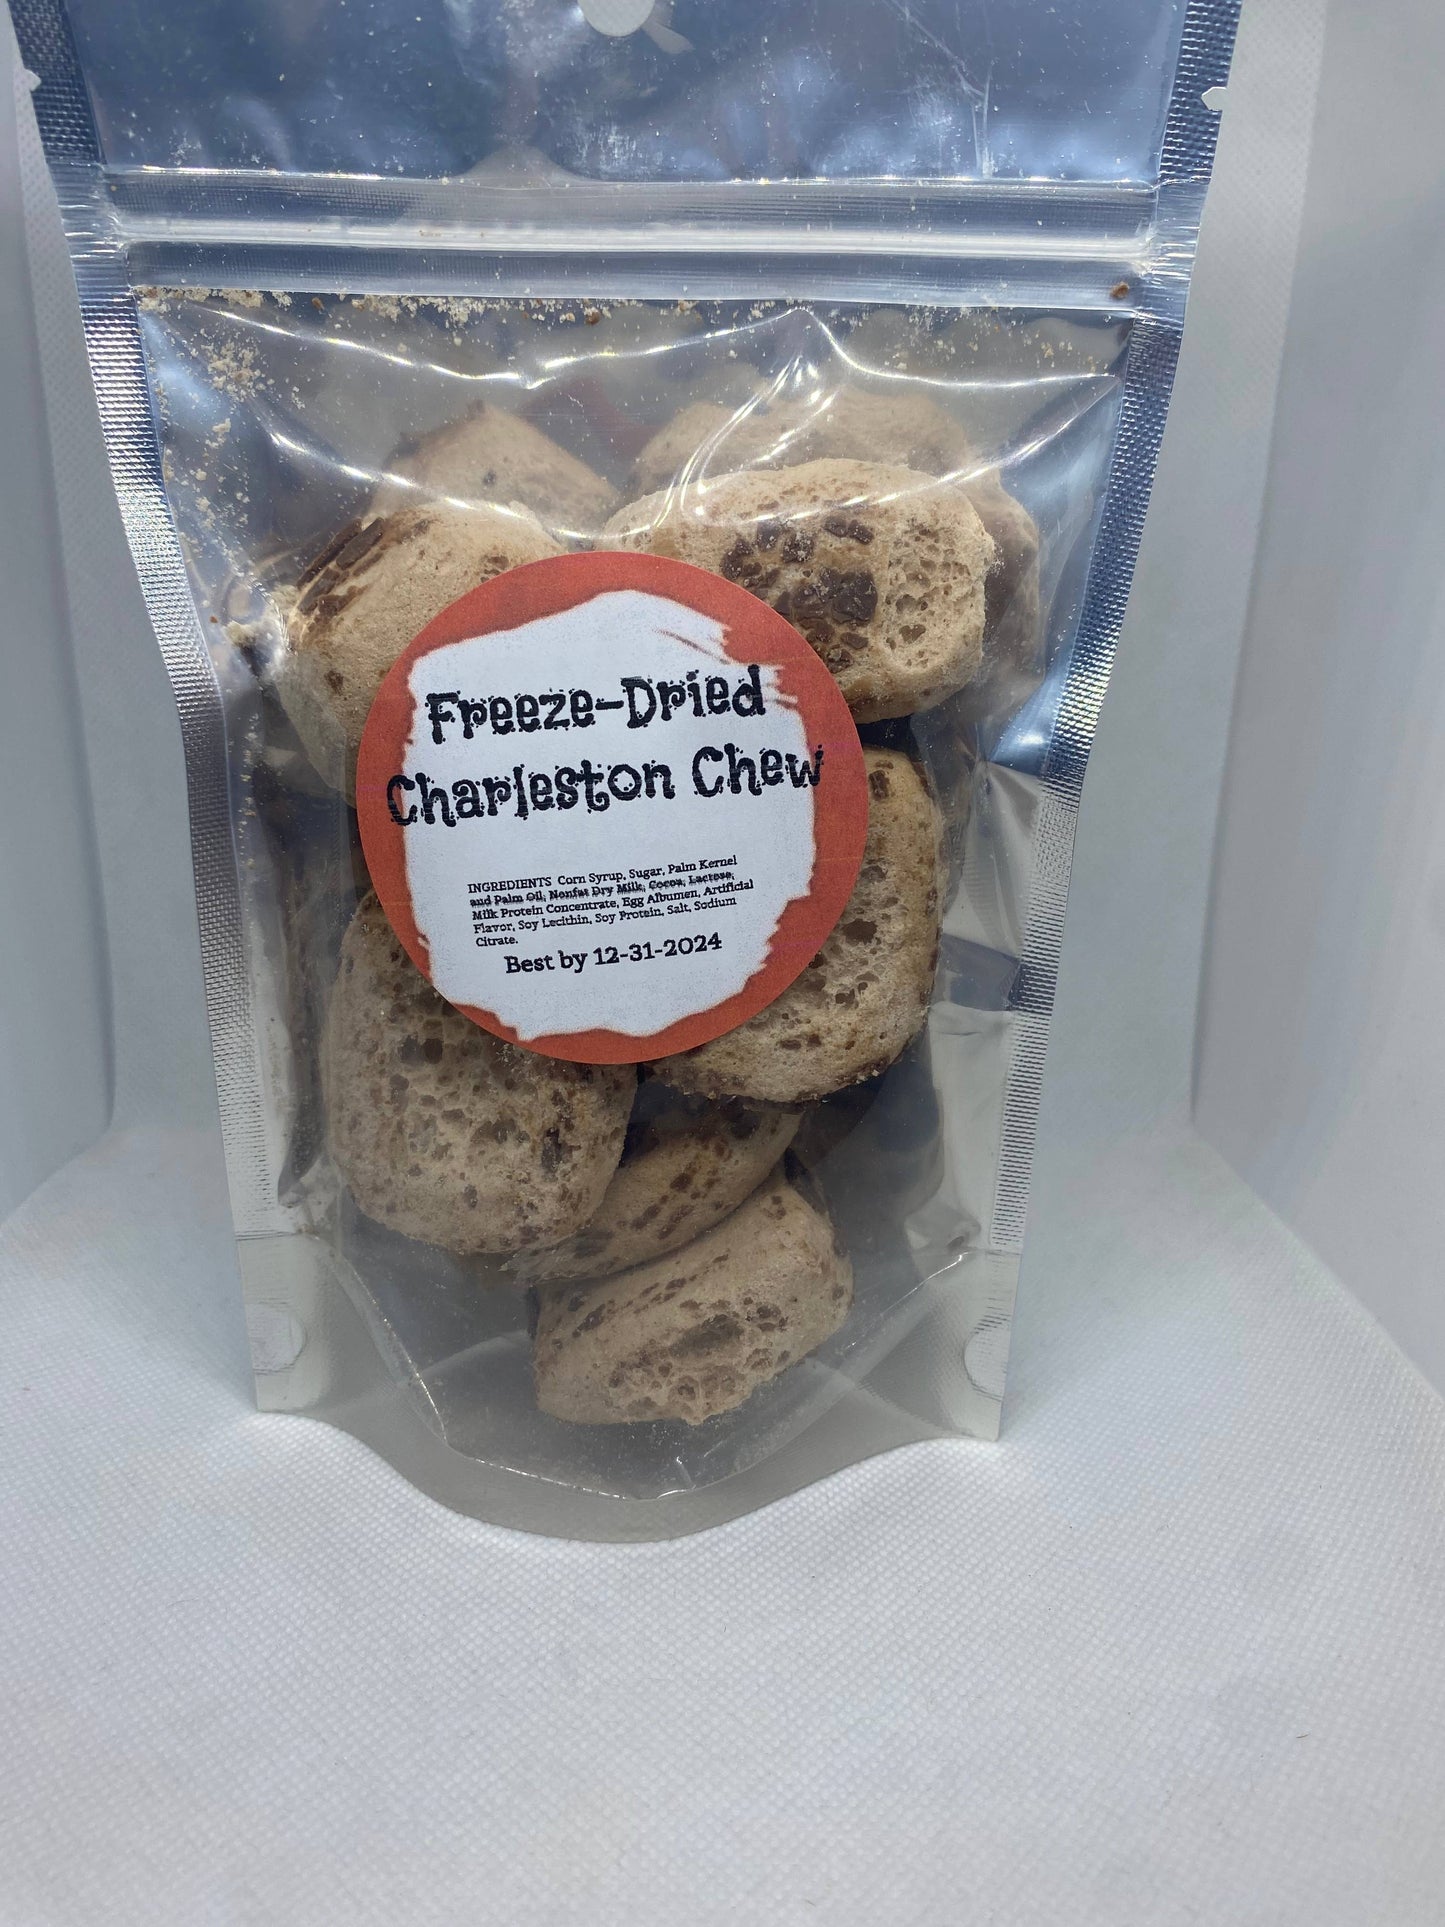 Freeze-Dried
Charleston Chew
INGREDIENTS Corn Syrup, Sugar, Palm Kernel
and Palm Oil, Nonfat Dry Milk, Cocoa, Lactose,
Milk Protein Concentrate, Egg Albumen, Artificial
Flavor, Soy Lecithin, Soy Protein, Salt, Sodium
Citrate.
Best by 12-31-2024